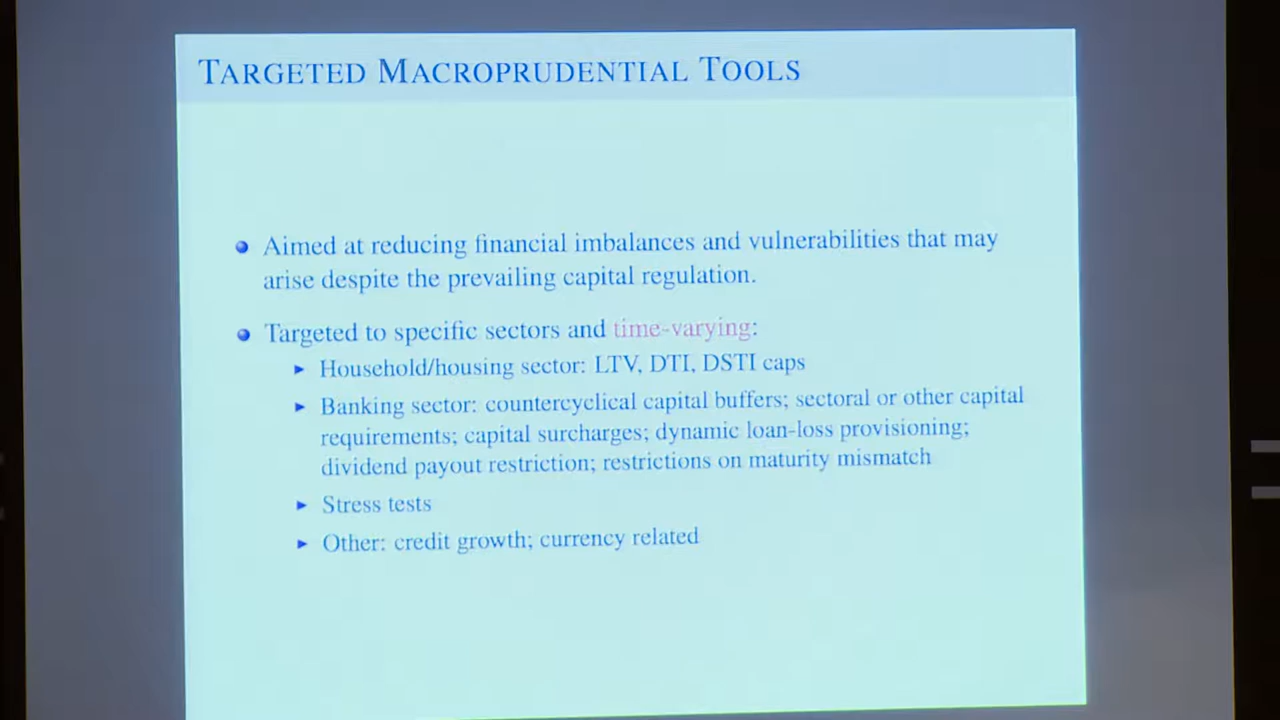 TARGETED MACROPRUDENTIAL TOOLS
Aimed at reducing financial imbalances and vulnerabilities that may
arise despite the prevailing capital regulation.
Targeted to specific sectors and time-varying:
Household/housing sector: LTV, DTI, DSTI caps
Banking sector: countercyclical capital buffers; sectoral or other capital
requirements; capital surcharges; dynamic loan-loss provisioning;
dividend payout restriction; restrictions on maturity mismatch
Stress tests
Other: credit growth; currency related